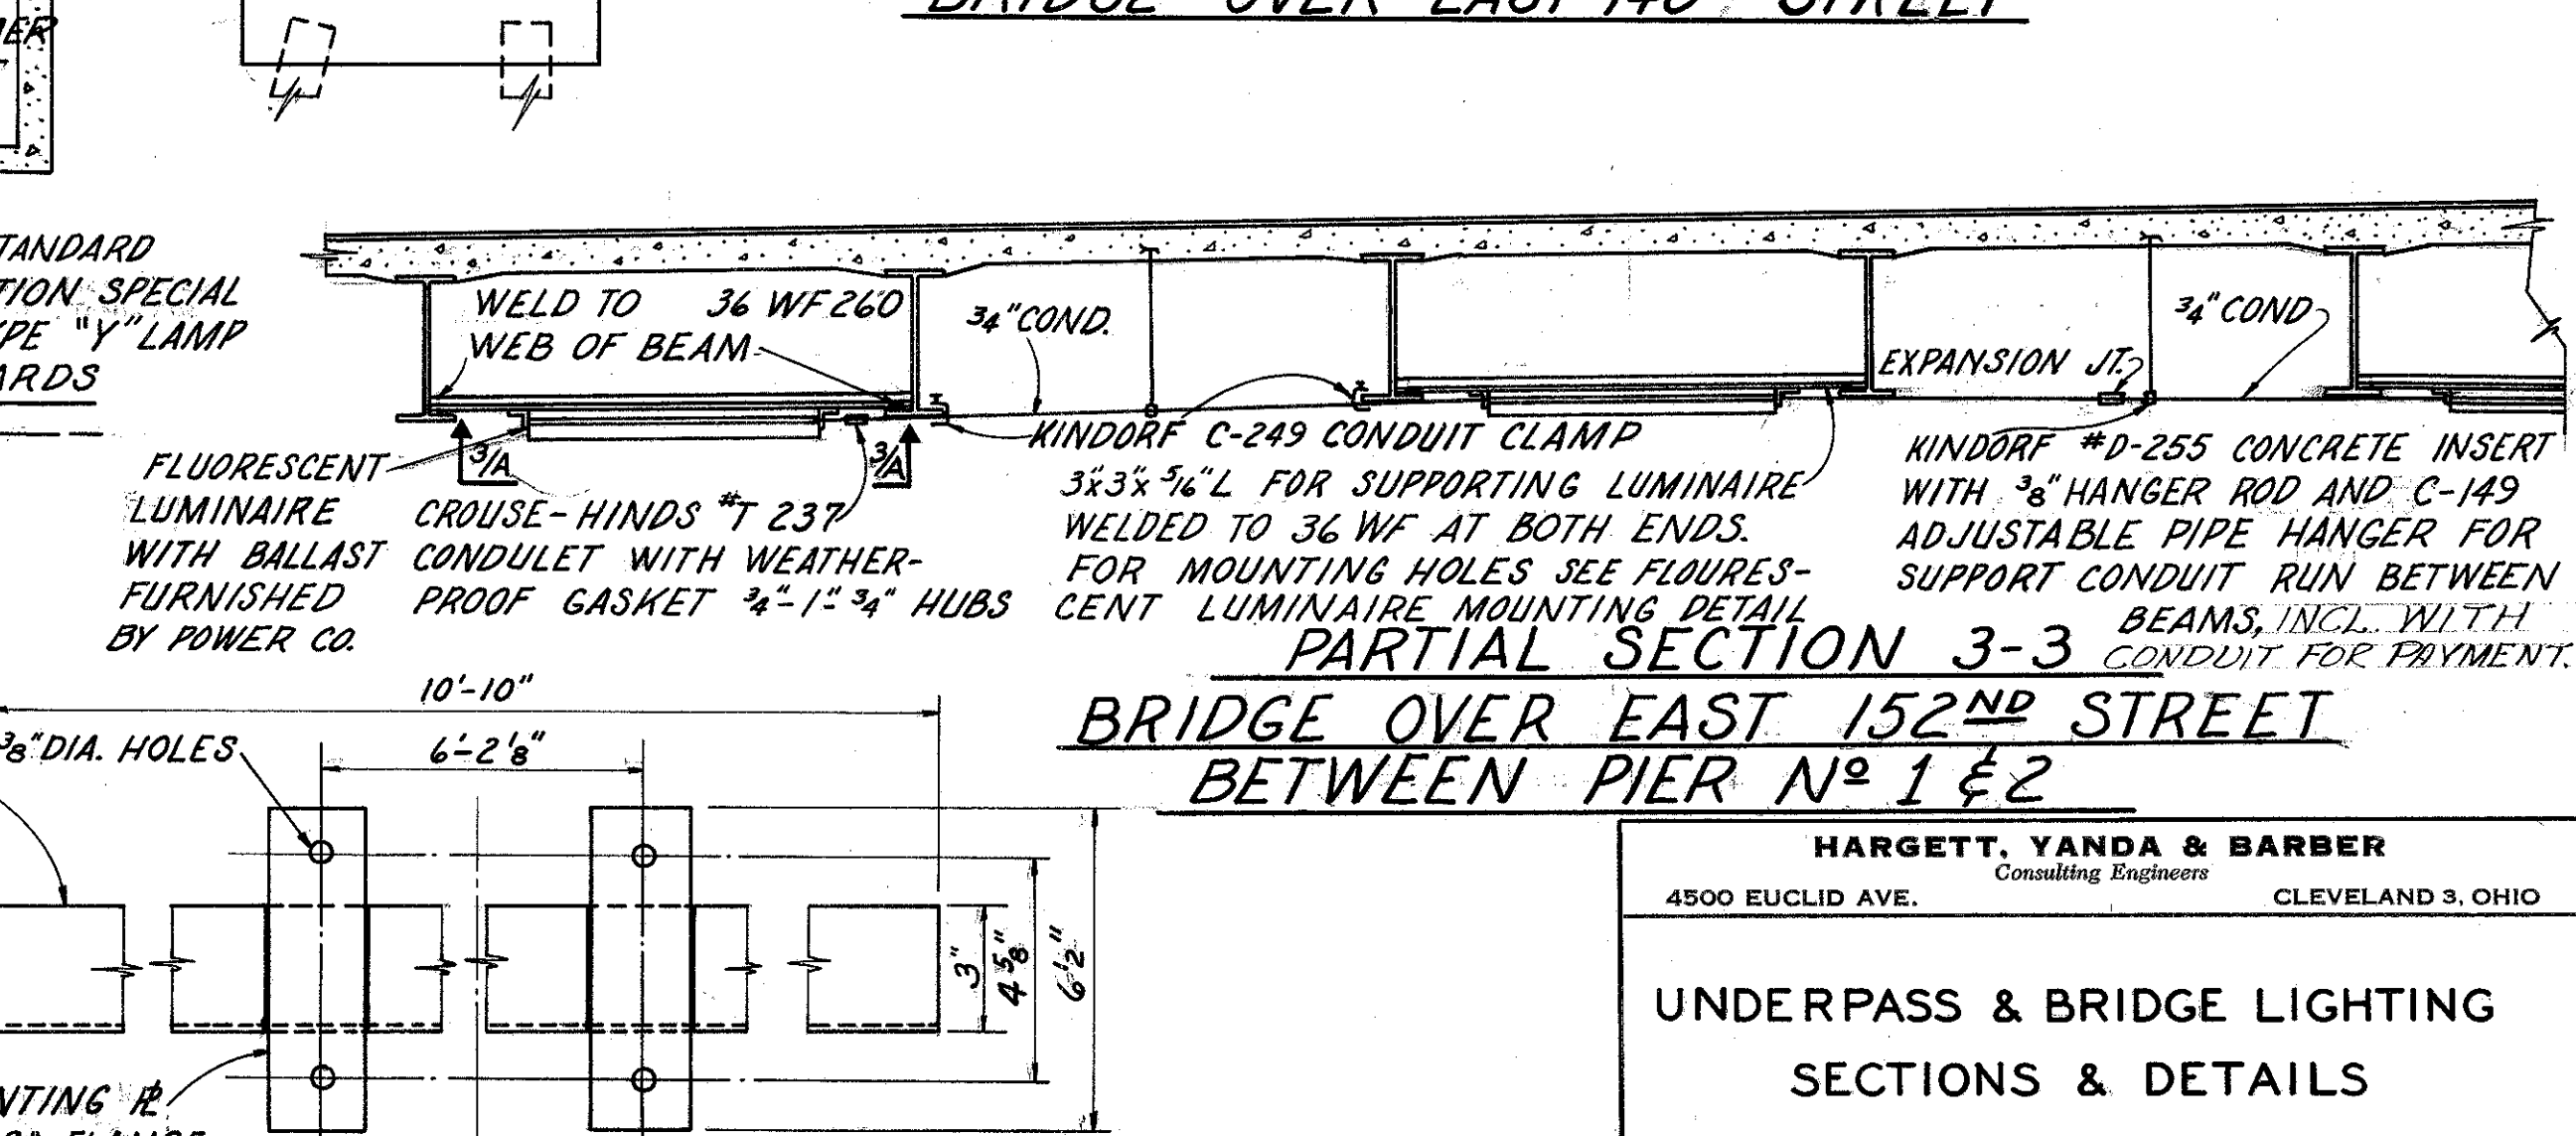 BRIDGE OVER EAST 140 STREET
TANDARD
TION SPECIAL
PE "Y" LAMP
ARDS
WELD TO
WEB OF BEAM
36 WF 260
3/4" COND.
3/4" COND
EXPANSION JT.
3/A
3/A
FLUORESCENT
LUMINAIRE
WITH BALLAST
FURNISHED
BY POWER CO.
CROUSE-HINDS #T 237
CONDULET WITH WEATHER-
PROOF GASKET 3/4"-1"-3/4" HUBS
KINDORF C-249 CONDUIT CLAMP
3"x3"x 5/16" L FOR SUPPORTING LUMINAIRE
WELDED TO 36 WF AT BOTH ENDS.
FOR MOUNTING HOLES SEE FLOURES-
CENT LUMINAIRE MOUNTING DETAIL
KINDORF #D-255 CONCRETE INSERT
WITH 3/8" HANGER ROD AND C-149
ADJUSTABLE PIPE HANGER FOR
SUPPORT CONDUIT RUN BETWEEN
BEAMS, INCL. WITH
CONDUIT FOR PAYMENT.
PARTIAL SECTION 3-3
BRIDGE OVER EAST 152ND STREET
BETWEEN PIER Nº 1 & 2
10'-10"
3/8" DIA. HOLES
6'-2 1/8"
3"
4 5/8"
6 1/2"
NTING PL
HARGETT, YANDA & BARBER
Consulting Engineers
4500 EUCLID AVE. CLEVELAND 3, OHIO
UNDERPASS & BRIDGE LIGHTING
SECTIONS & DETAILS